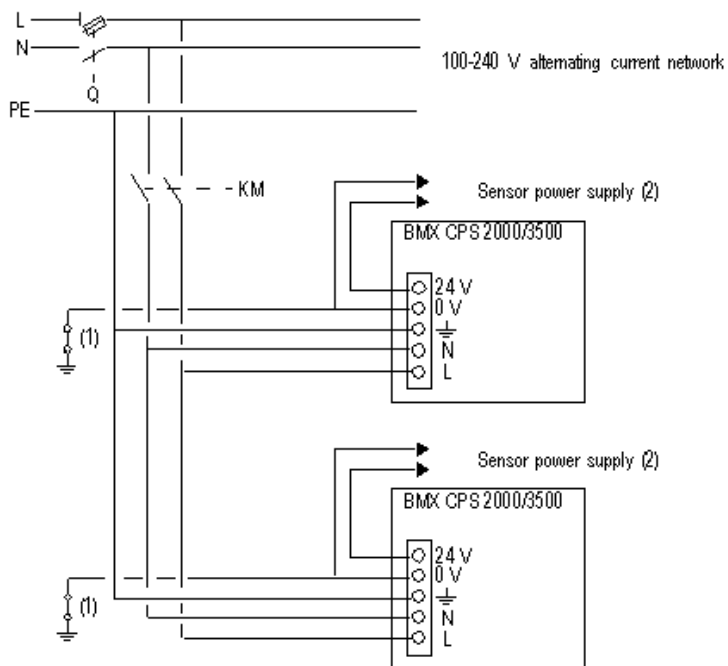 L
N
100-240 V alternating current network
Q
PE
KM
Sensor power supply (2)
BMX CPS 2000/3500
24 V
0 V
(1)
N
L
Sensor power supply (2)
BMX CPS 2000/3500
24 V
0 V
(1)
N
L